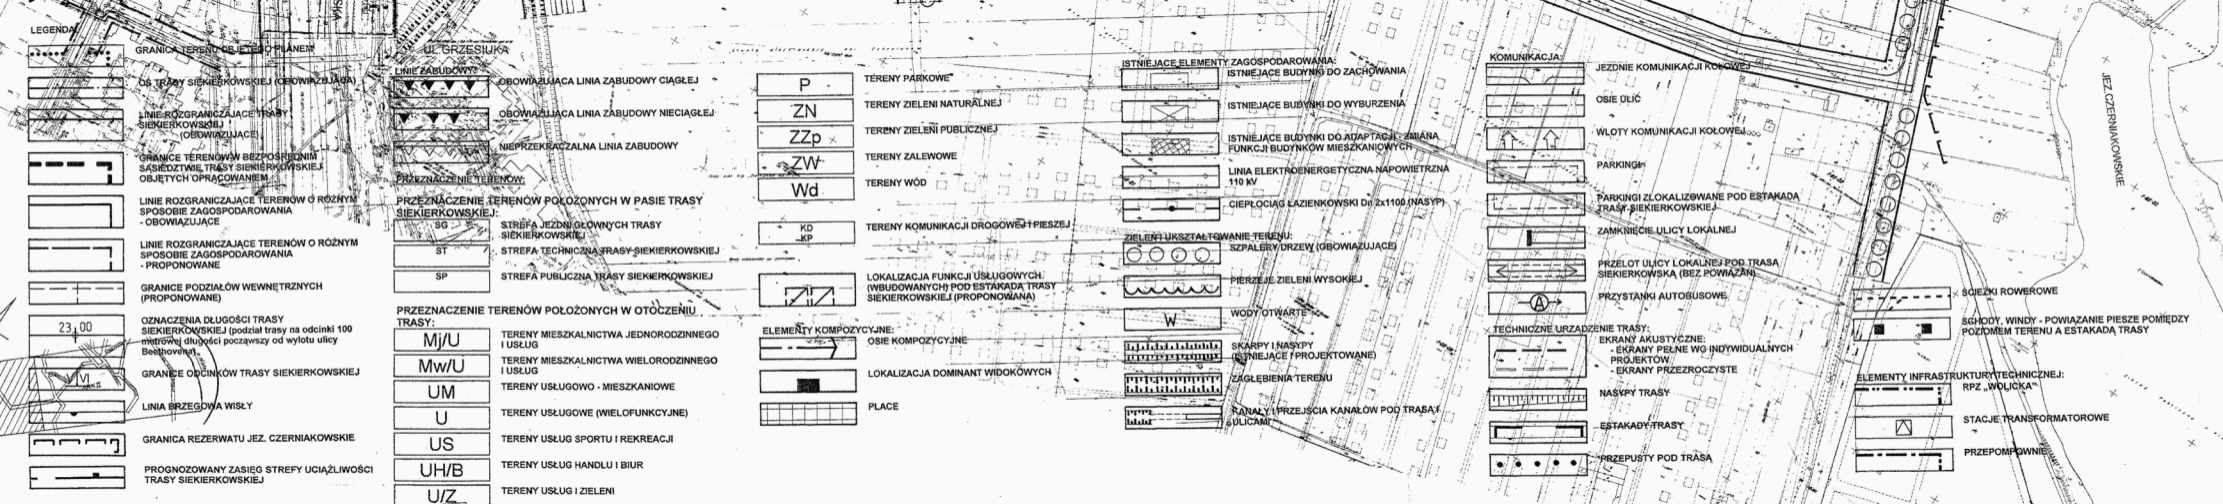 LEGENDA:
GRANICA TERENU OBJĘTEGO PLANEM
OŚ TRASY SIEKIERKOWSKIEJ (OBOWIĄZUJĄCA)
LINIE ROZGRANICZAJĄCE TRASY
SIEKIERKOWSKIEJ
(OBOWIĄZUJĄCE)
GRANICE TERENÓW W BEZPOŚREDNIM
SĄSIEDZTWIE TRASY SIEKIERKOWSKIEJ
OBJĘTYCH OPRACOWANIEM
LINIE ROZGRANICZAJĄCE TERENÓW O RÓŻNYM
SPOSOBIE ZAGOSPODAROWANIA
- OBOWIĄZUJĄCE
LINIE ROZGRANICZAJĄCE TERENÓW O RÓŻNYM
SPOSOBIE ZAGOSPODAROWANIA
- PROPONOWANE
GRANICE PODZIAŁÓW WEWNĘTRZNYCH
(PROPONOWANE)
23 00
OZNACZENIA DŁUGOŚCI TRASY
SIEKIERKOWSKIEJ (podział trasy na odcinki 100
metrowej długości począwszy od wylotu ulicy
Beethovena)
V VI
GRANICE ODCINKÓW TRASY SIEKIERKOWSKIEJ
LINIA BRZEGOWA WISŁY
GRANICA REZERWATU JEZ. CZERNIAKOWSKIE
PROGNOZOWANY ZASIĘG STREFY UCIĄŻLIWOŚCI
TRASY SIEKIERKOWSKIEJ
UL. GRZESIUKA
LINIE ZABUDOWY:
OBOWIĄZUJĄCA LINIA ZABUDOWY CIĄGŁEJ
OBOWIĄZUJĄCA LINIA ZABUDOWY NIECIĄGŁEJ
NIEPRZEKRACZALNA LINIA ZABUDOWY
PRZEZNACZENIE TERENÓW:
PRZEZNACZENIE TERENÓW POŁOŻONYCH W PASIE TRASY
SIEKIERKOWSKIEJ:
SG
STREFA JEZDNI GŁÓWNYCH TRASY
SIEKIERKOWSKIEJ
ST
STREFA TECHNICZNA TRASY SIEKIERKOWSKIEJ
SP
STREFA PUBLICZNA TRASY SIEKIERKOWSKIEJ
PRZEZNACZENIE TERENÓW POŁOŻONYCH W OTOCZENIU
TRASY:
Mj/U
TERENY MIESZKALNICTWA JEDNORODZINNEGO
I USŁUG
Mw/U
TERENY MIESZKALNICTWA WIELORODZINNEGO
I USŁUG
UM
TERENY USŁUGOWO - MIESZKANIOWE
U
TERENY USŁUGOWE (WIELOFUNKCYJNE)
US
TERENY USŁUG SPORTU I REKREACJI
UH/B
TERENY USŁUG HANDLU I BIUR
U/Z
TERENY USŁUG I ZIELENI
P
TERENY PARKOWE
ZN
TERENY ZIELENI NATURALNEJ
ZZp
TERENY ZIELENI PUBLICZNEJ
ZW
TERENY ZALEWOWE
Wd
TERENY WÓD
KD
KP
TERENY KOMUNIKACJI DROGOWEJ I PIESZEJ
LOKALIZACJA FUNKCJI USŁUGOWYCH
(WBUDOWANYCH) POD ESTAKADĄ TRASY
SIEKIERKOWSKIEJ (PROPONOWANA)
ELEMENTY KOMPOZYCYJNE:
OSIE KOMPOZYCYJNE
LOKALIZACJA DOMINANT WIDOKOWYCH
PLACE
ISTNIEJĄCE ELEMENTY ZAGOSPODAROWANIA:
ISTNIEJĄCE BUDYNKI DO ZACHOWANIA
ISTNIEJĄCE BUDYNKI DO WYBURZENIA
ISTNIEJĄCE BUDYNKI DO ADAPTACJI - ZMIANA
FUNKCJI BUDYNKÓW MIESZKANIOWYCH
LINIA ELEKTROENERGETYCZNA NAPOWIETRZNA
110 kV
CIEPŁOCIĄG ŁAZIENKOWSKI Dn 2x1100 (NASYP)
ZIELEŃ I UKSZTAŁTOWANIE TERENU:
SZPALERY DRZEW (OBOWIĄZUJĄCE)
PIERZEJE ZIELENI WYSOKIEJ
W
WODY OTWARTE
SKARPY I NASYPY
(ISTNIEJĄCE I PROJEKTOWANE)
ZAGŁĘBIENIA TERENU
KANAŁY I PRZEJŚCIA KANAŁÓW POD TRASĄ I
ULICAMI
KOMUNIKACJA:
JEZDNIE KOMUNIKACJI KOŁOWEJ
OSIE ULIC
WLOTY KOMUNIKACJI KOŁOWEJ
PARKINGI
PARKINGI ZLOKALIZOWANE POD ESTAKADĄ
TRASY SIEKIERKOWSKIEJ
ZAMKNIĘCIE ULICY LOKALNEJ
PRZELOT ULICY LOKALNEJ POD TRASĄ
SIEKIERKOWSKĄ (BEZ POWIĄZAŃ)
A
PRZYSTANKI AUTOBUSOWE
TECHNICZNE URZĄDZENIE TRASY:
EKRANY AKUSTYCZNE:
- EKRANY PEŁNE WG INDYWIDUALNYCH
PROJEKTÓW
- EKRANY PRZEZROCZYSTE
NASYPY TRASY
ESTAKADY TRASY
PRZEPUSTY POD TRASĄ
ŚCIEŻKI ROWEROWE
SCHODY, WINDY - POWIĄZANIE PIESZE POMIĘDZY
POZIOMEM TERENU A ESTAKADĄ TRASY
ELEMENTY INFRASTRUKTURY TECHNICZNEJ:
RPZ „WOLICKA"
STACJE TRANSFORMATOROWE
PRZEPOMPOWNIE
JEZ. CZERNIAKOWSKIE